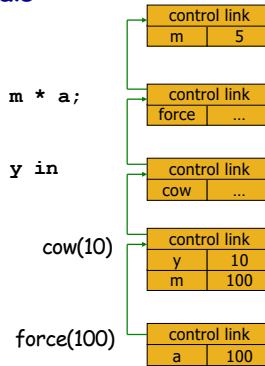 control link
m 5
m * a;
control link
force ...
y in
control link
cow ...
cow(10)
control link
y 10
m 100
force(100)
control link
a 100